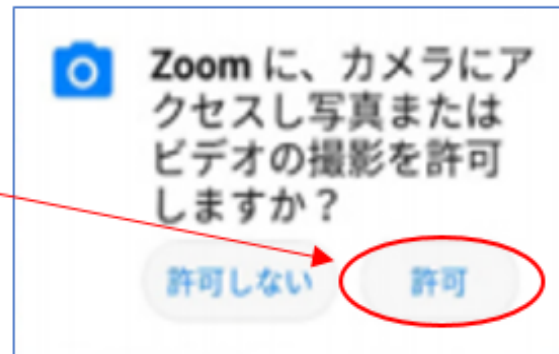 Zoom に、カメラにア
クセスし写真または
ビデオの撮影を許可
しますか？
許可しない 許可